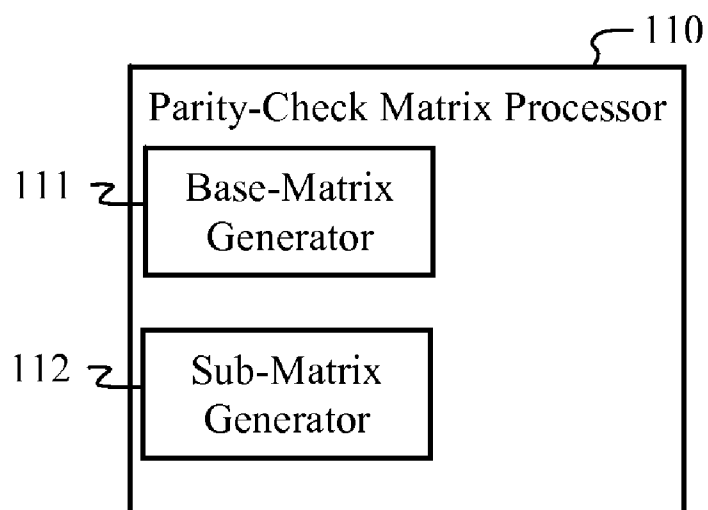 110
Parity-Check Matrix Processor
111
Base-Matrix
Generator
112
Sub-Matrix
Generator